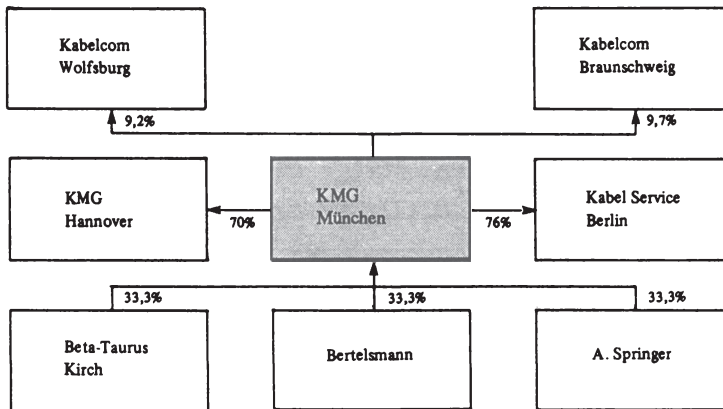 Kabelcom
Wolfsburg
Kabelcom
Braunschweig
9,2%
9,7%
KMG
Hannover
70%
KMG
München
76%
Kabel Service
Berlin
33,3%
33,3%
33,3%
Beta-Taurus
Kirch
Bertelsmann
A. Springer